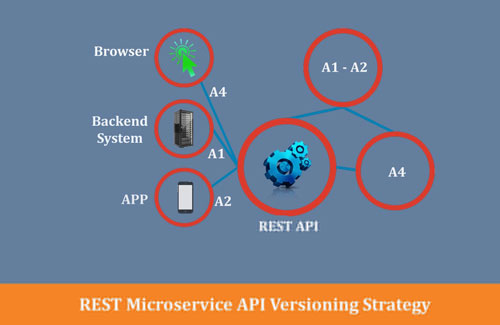 Browser
A4
A1 - A2
Backend
System
A1
A4
APP
A2
REST API
REST Microservice API Versioning Strategy